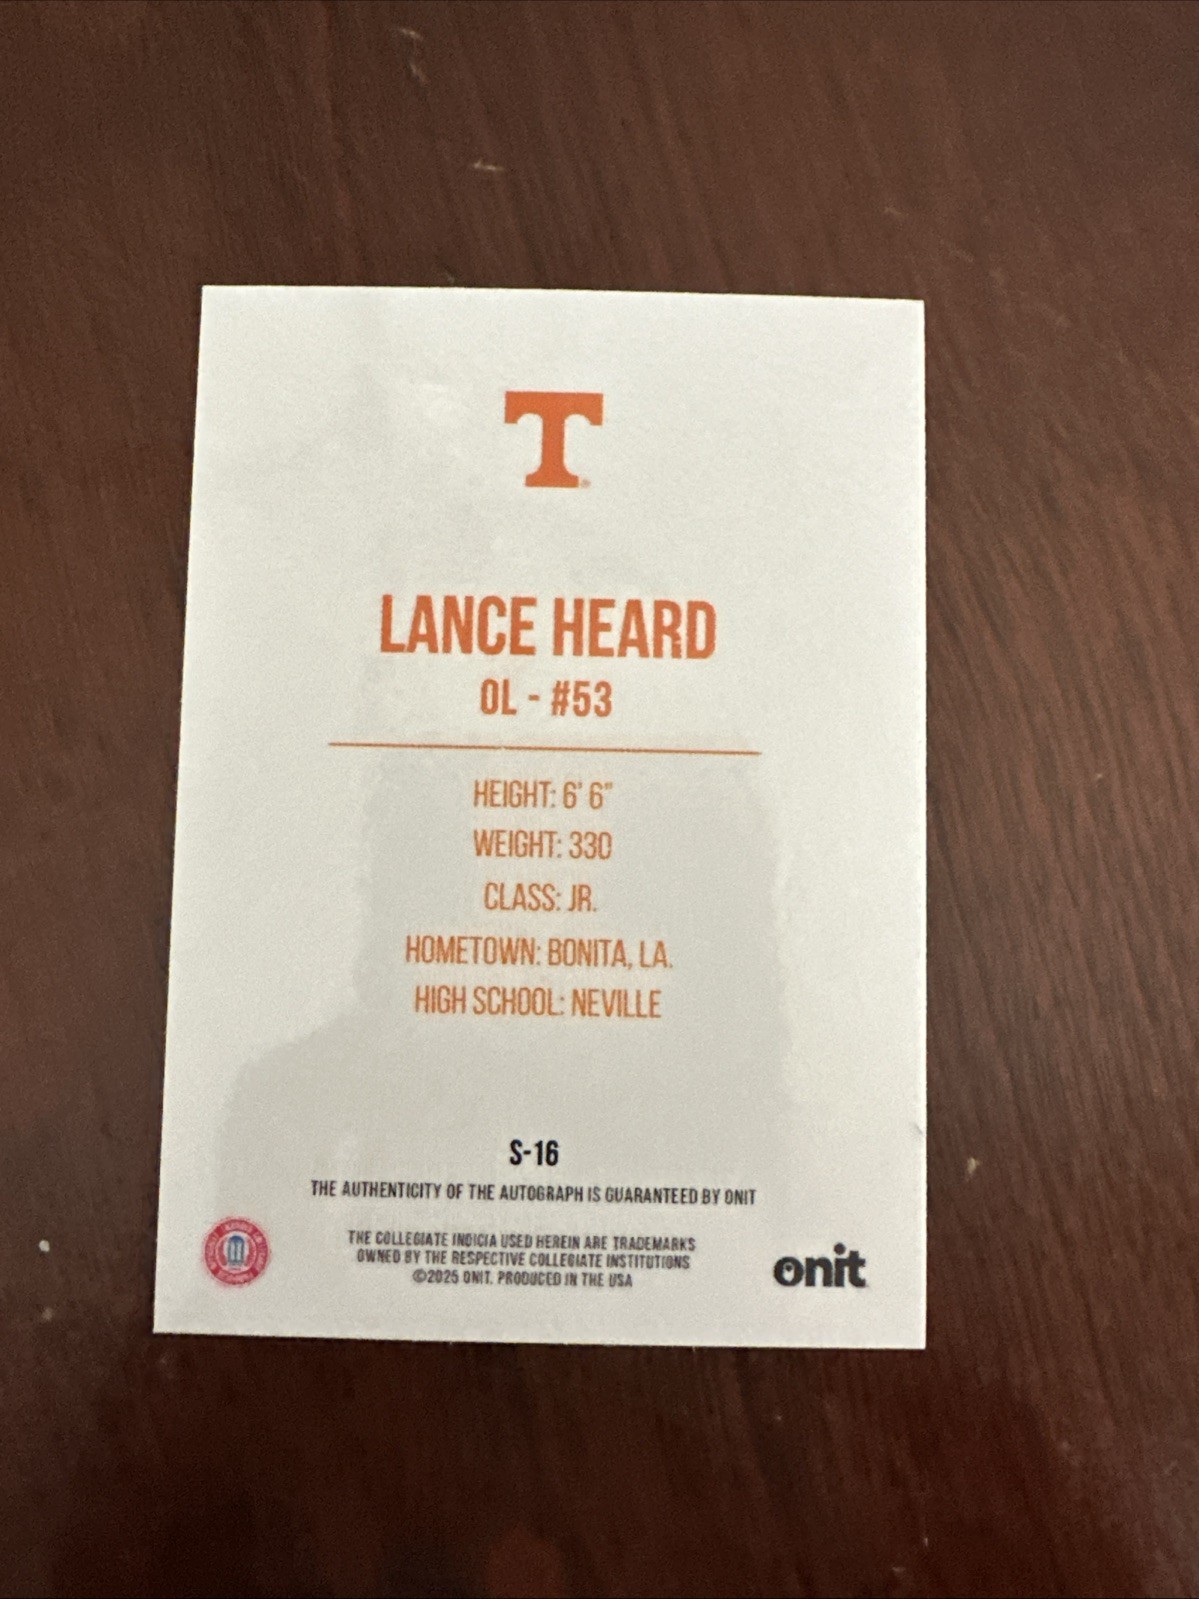 T
LANCE HEARD
OL - #53
HEIGHT: 6' 6"
WEIGHT: 330
CLASS: JR.
HOMETOWN: BONITA, LA.
HIGH SCHOOL: NEVILLE
S-16
THE AUTHENTICITY OF THE AUTOGRAPH IS GUARANTEED BY ONIT
THE COLLEGIATE INDICIA USED HEREIN ARE TRADEMARKS
OWNED BY THE RESPECTIVE COLLEGIATE INSTITUTIONS
©2025 ONIT. PRODUCED IN THE USA
onit